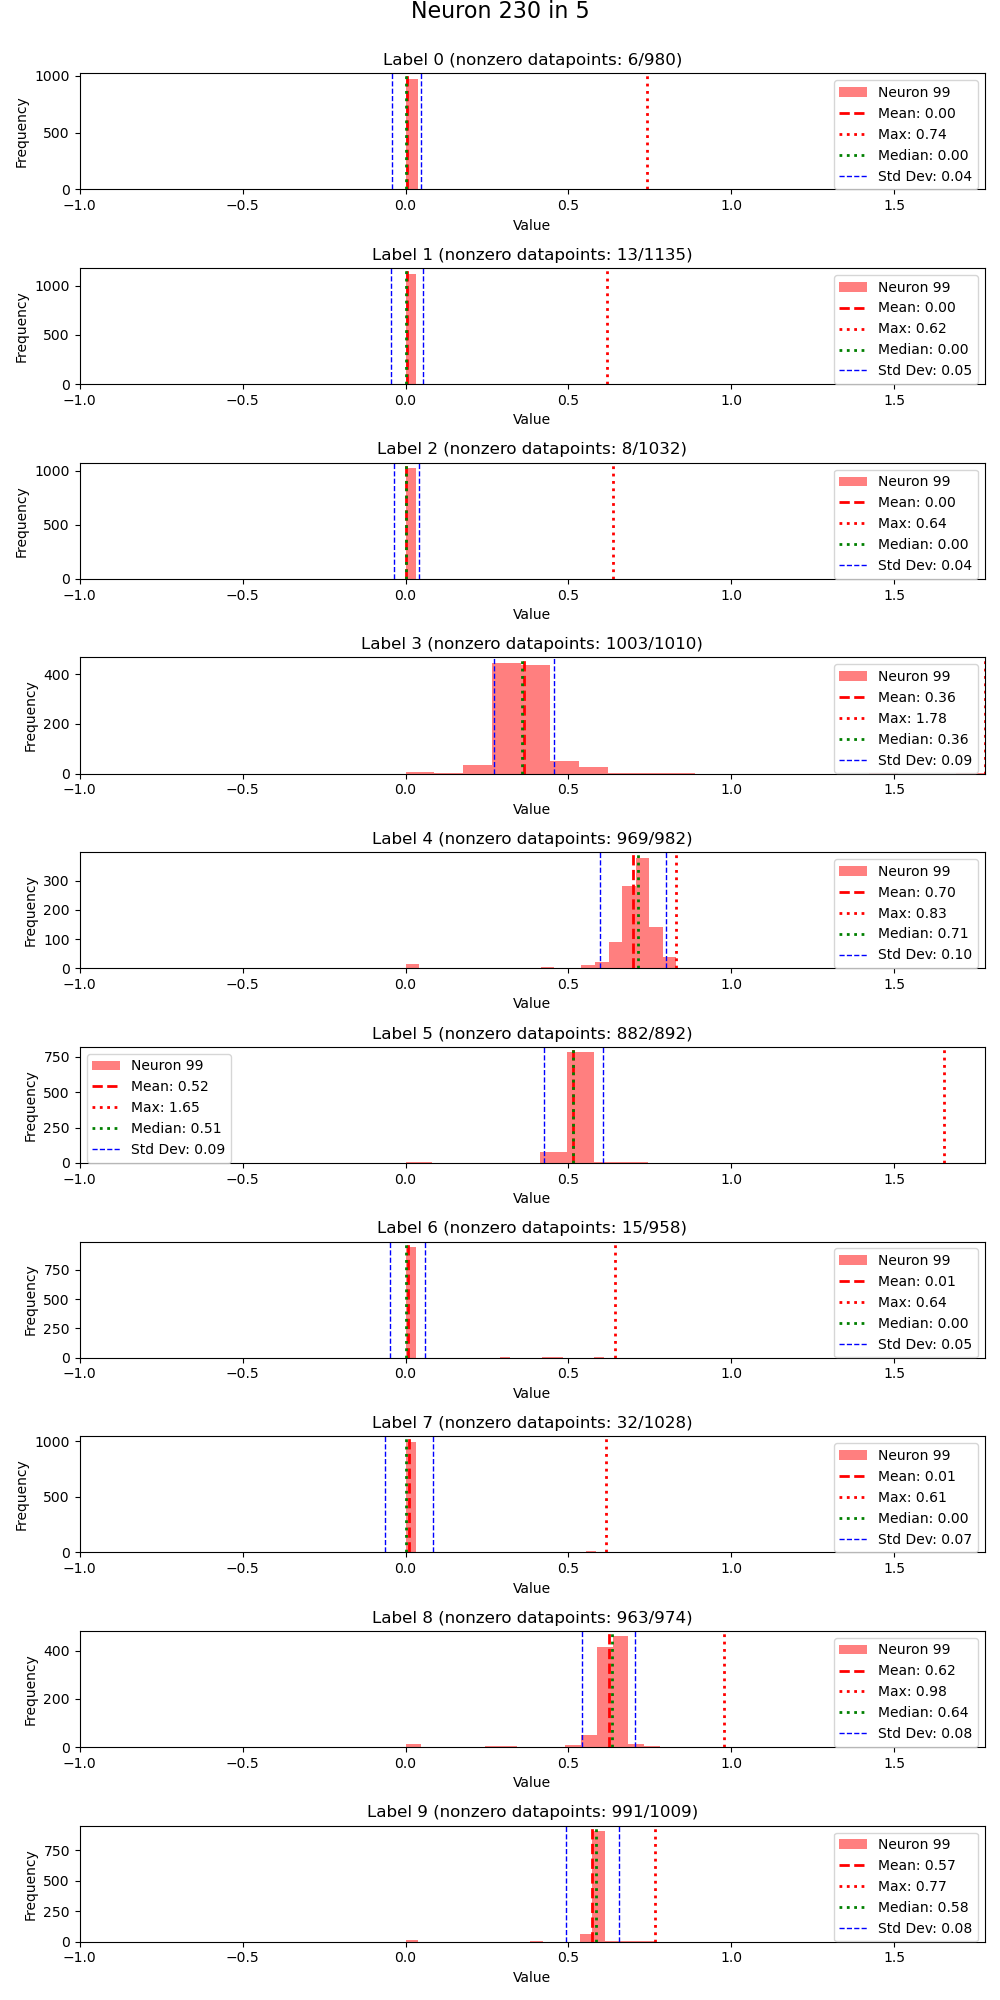 Neuron 230 in 5
Label 0 (nonzero datapoints: 6/980)
Frequency
1000
500
0
Neuron 99
Mean: 0.00
Max: 0.74
Median: 0.00
Std Dev: 0.04
−1.0 −0.5 0.0 0.5 1.0 1.5
Value
Label 1 (nonzero datapoints: 13/1135)
Frequency
1000
500
0
Neuron 99
Mean: 0.00
Max: 0.62
Median: 0.00
Std Dev: 0.05
−1.0 −0.5 0.0 0.5 1.0 1.5
Value
Label 2 (nonzero datapoints: 8/1032)
Frequency
1000
500
0
Neuron 99
Mean: 0.00
Max: 0.64
Median: 0.00
Std Dev: 0.04
−1.0 −0.5 0.0 0.5 1.0 1.5
Value
Label 3 (nonzero datapoints: 1003/1010)
Frequency
400
200
0
Neuron 99
Mean: 0.36
Max: 1.78
Median: 0.36
Std Dev: 0.09
−1.0 −0.5 0.0 0.5 1.0 1.5
Value
Label 4 (nonzero datapoints: 969/982)
Frequency
300
200
100
0
Neuron 99
Mean: 0.70
Max: 0.83
Median: 0.71
Std Dev: 0.10
−1.0 −0.5 0.0 0.5 1.0 1.5
Value
Label 5 (nonzero datapoints: 882/892)
Frequency
750
500
250
0
Neuron 99
Mean: 0.52
Max: 1.65
Median: 0.51
Std Dev: 0.09
−1.0 −0.5 0.0 0.5 1.0 1.5
Value
Label 6 (nonzero datapoints: 15/958)
Frequency
750
500
250
0
Neuron 99
Mean: 0.01
Max: 0.64
Median: 0.00
Std Dev: 0.05
−1.0 −0.5 0.0 0.5 1.0 1.5
Value
Label 7 (nonzero datapoints: 32/1028)
Frequency
1000
500
0
Neuron 99
Mean: 0.01
Max: 0.61
Median: 0.00
Std Dev: 0.07
−1.0 −0.5 0.0 0.5 1.0 1.5
Value
Label 8 (nonzero datapoints: 963/974)
Frequency
400
200
0
Neuron 99
Mean: 0.62
Max: 0.98
Median: 0.64
Std Dev: 0.08
−1.0 −0.5 0.0 0.5 1.0 1.5
Value
Label 9 (nonzero datapoints: 991/1009)
Frequency
750
500
250
0
Neuron 99
Mean: 0.57
Max: 0.77
Median: 0.58
Std Dev: 0.08
−1.0 −0.5 0.0 0.5 1.0 1.5
Value